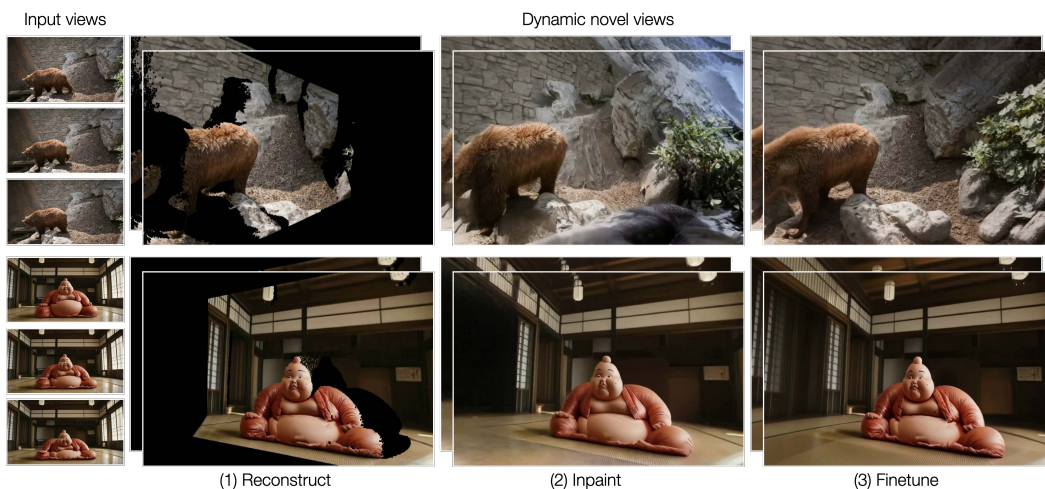 Input views
Dynamic novel views
(1) Reconstruct
(2) Inpaint
(3) Finetune